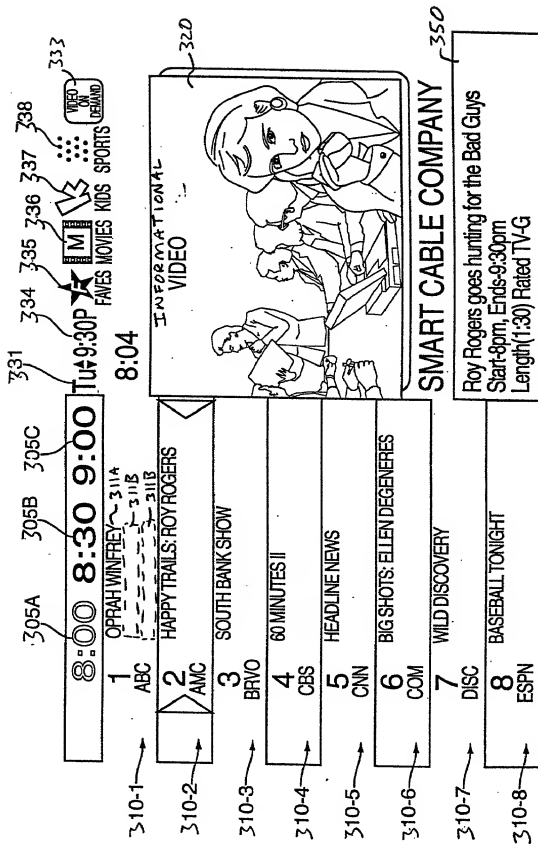 305A 305B 305C 331 334 335 336 337 338 333
8:00 8:30 9:00 Tu 9:30P F M VIDEO ON DEMAND
FAVES MOVIES KIDS SPORTS
8:04
310-1 1 ABC OPRAH WINFREY 311A
311B
311B
310-2 2 AMC HAPPY TRAILS: ROY ROGERS
310-3 3 BRVO SOUTH BANK SHOW
310-4 4 CBS 60 MINUTES II
310-5 5 CNN HEADLINE NEWS
310-6 6 COM BIG SHOTS: ELLEN DEGENERES
310-7 7 DISC WILD DISCOVERY
310-8 8 ESPN BASEBALL TONIGHT
INFORMATIONAL
VIDEO
320
SMART CABLE COMPANY
350
Roy Rogers goes hunting for the Bad Guys
Start-8pm, Ends-9:30pm
Length(1:30) Rated TV-G